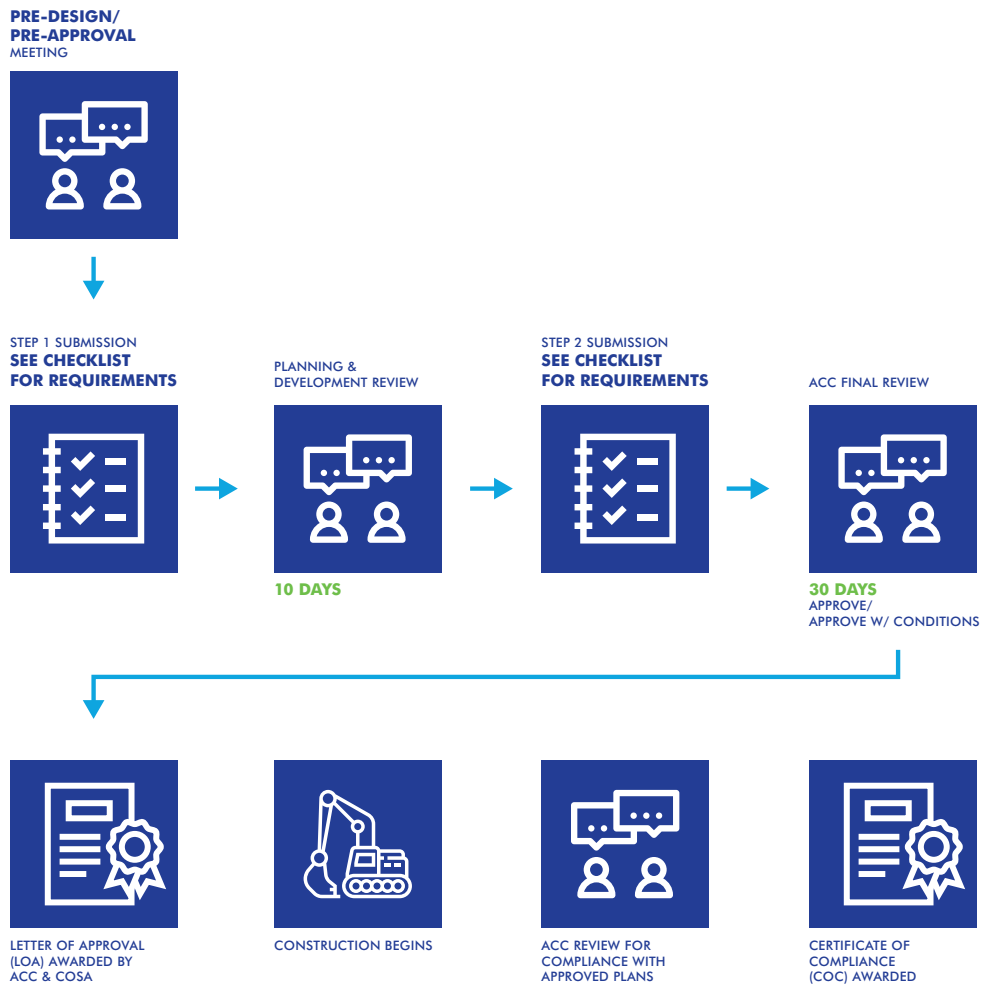 PRE-DESIGN/
PRE-APPROVAL
MEETING
STEP 1 SUBMISSION
SEE CHECKLIST
FOR REQUIREMENTS
PLANNING &
DEVELOPMENT REVIEW
STEP 2 SUBMISSION
SEE CHECKLIST
FOR REQUIREMENTS
ACC FINAL REVIEW
10 DAYS
30 DAYS
APPROVE/
APPROVE W/ CONDITIONS
LETTER OF APPROVAL
(LOA) AWARDED BY
ACC & COSA
CONSTRUCTION BEGINS
ACC REVIEW FOR
COMPLIANCE WITH
APPROVED PLANS
CERTIFICATE OF
COMPLIANCE
(COC) AWARDED